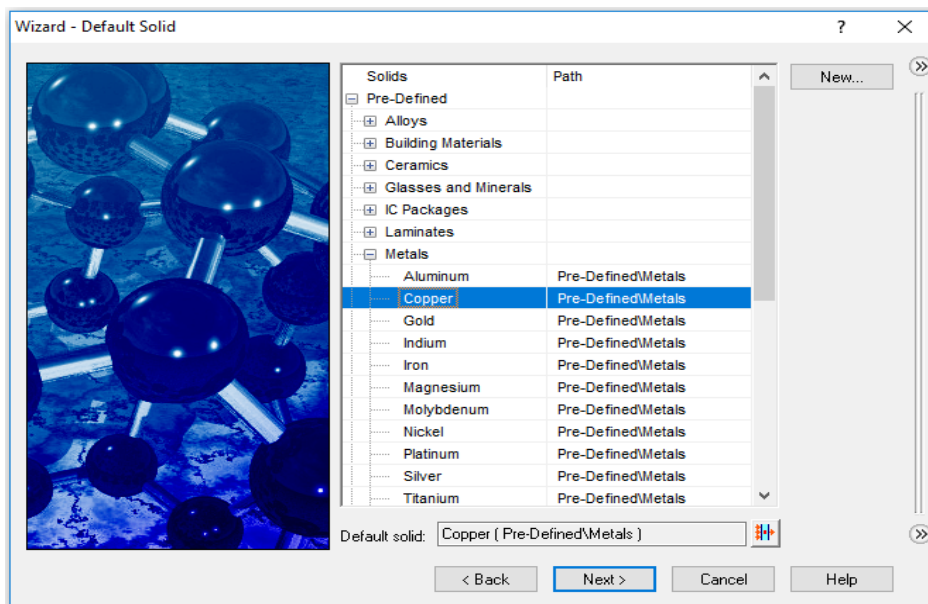 Wizard - Default Solid ?
Solids Path
New...
Pre-Defined
Alloys
Building Materials
Ceramics
Glasses and Minerals
IC Packages
Laminates
Metals
Aluminum Pre-Defined\Metals
Copper Pre-Defined\Metals
Gold Pre-Defined\Metals
Indium Pre-Defined\Metals
Iron Pre-Defined\Metals
Magnesium Pre-Defined\Metals
Molybdenum Pre-Defined\Metals
Nickel Pre-Defined\Metals
Platinum Pre-Defined\Metals
Silver Pre-Defined\Metals
Titanium Pre-Defined\Metals
Default solid: Copper ( Pre-Defined\Metals )
< Back Next > Cancel Help